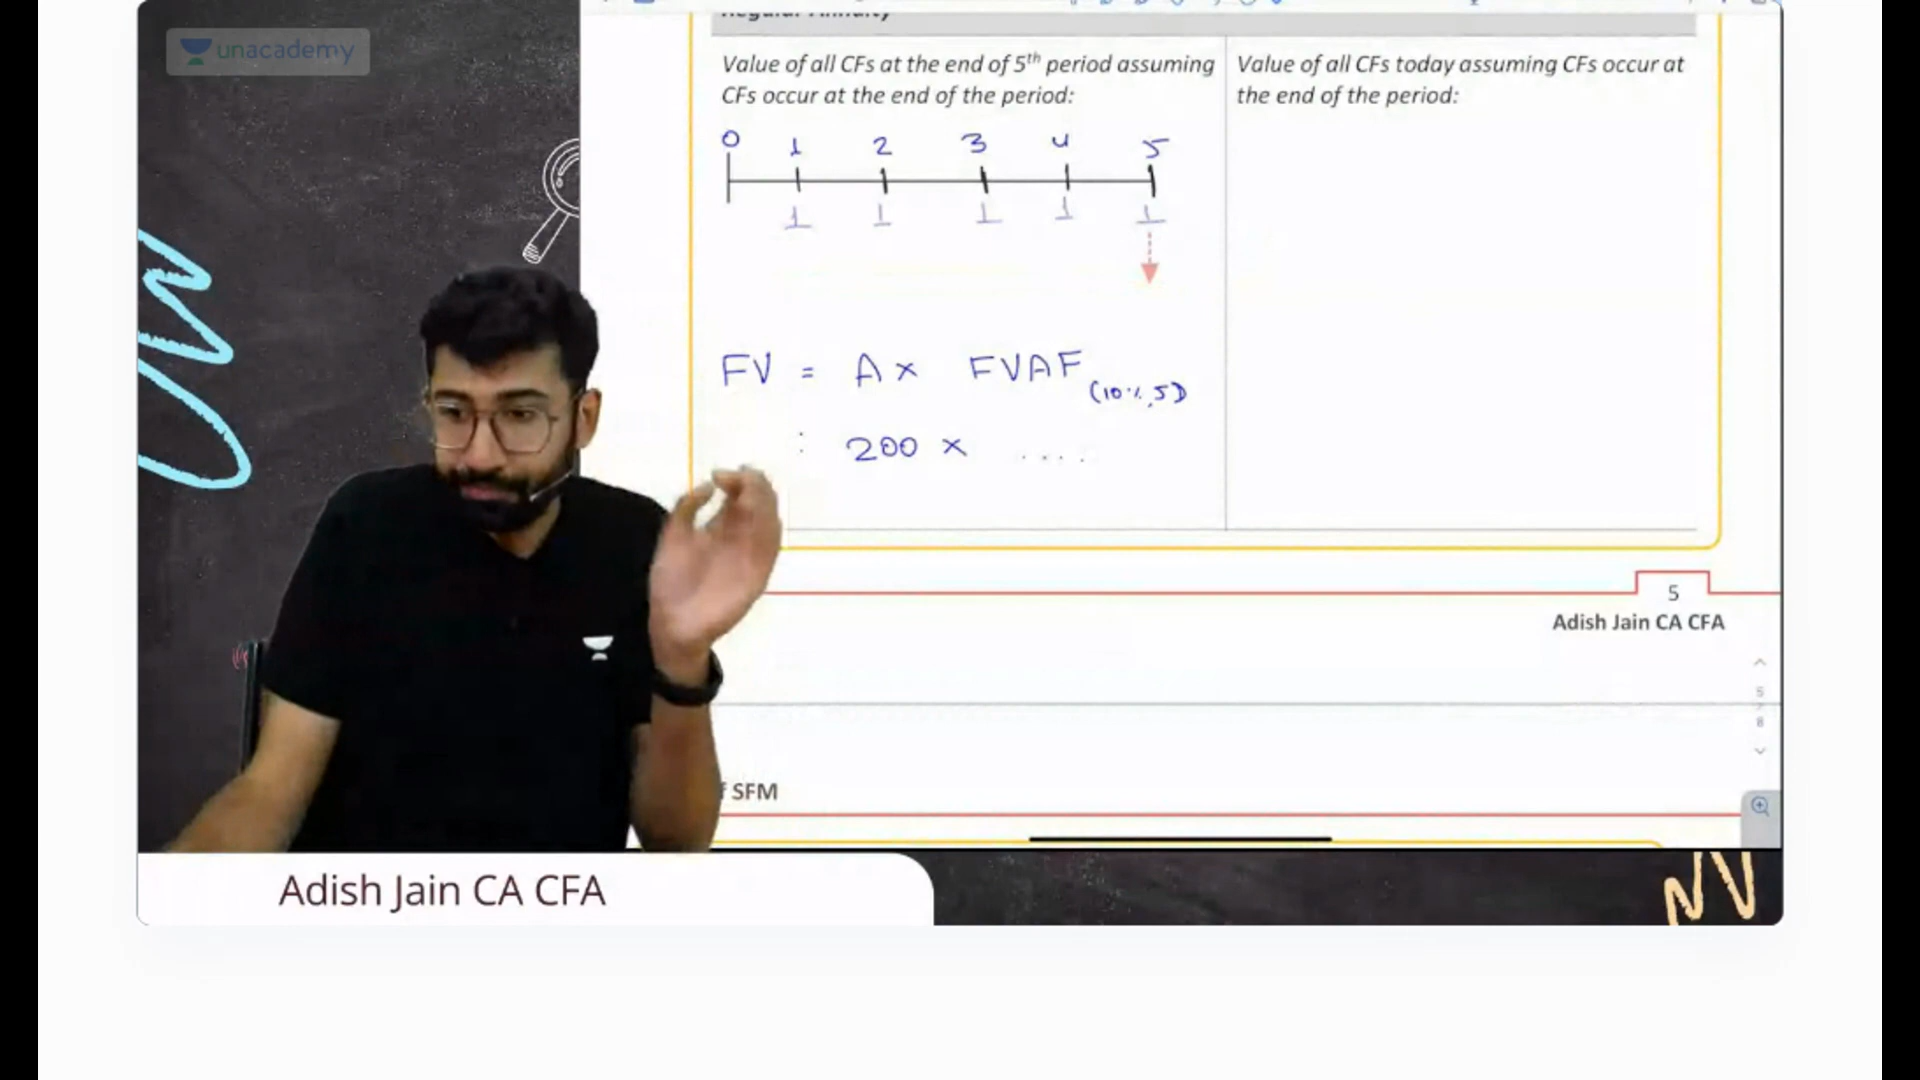 unacademy
Regular Annuity
Value of all CFs at the end of 5th period assuming
CFs occur at the end of the period:
Value of all CFs today assuming CFs occur at
the end of the period:
0 1 2 3 4 5
1 1 1 1 1
FV = A x FVAF (10%, 5)
: 200 x ....
5
Adish Jain CA CFA
SFM
Adish Jain CA CFA